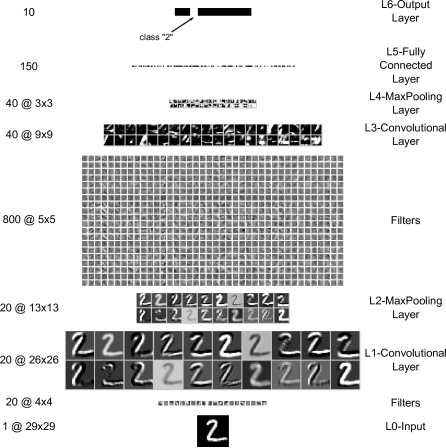 10
L6-Output
Layer
class "2"
150
L5-Fully
Connected
Layer
40 @ 3x3
L4-MaxPooling
Layer
40 @ 9x9
L3-Convolutional
Layer
800 @ 5x5
Filters
20 @ 13x13
L2-MaxPooling
Layer
20 @ 26x26
L1-Convolutional
Layer
20 @ 4x4
Filters
1 @ 29x29
L0-Input